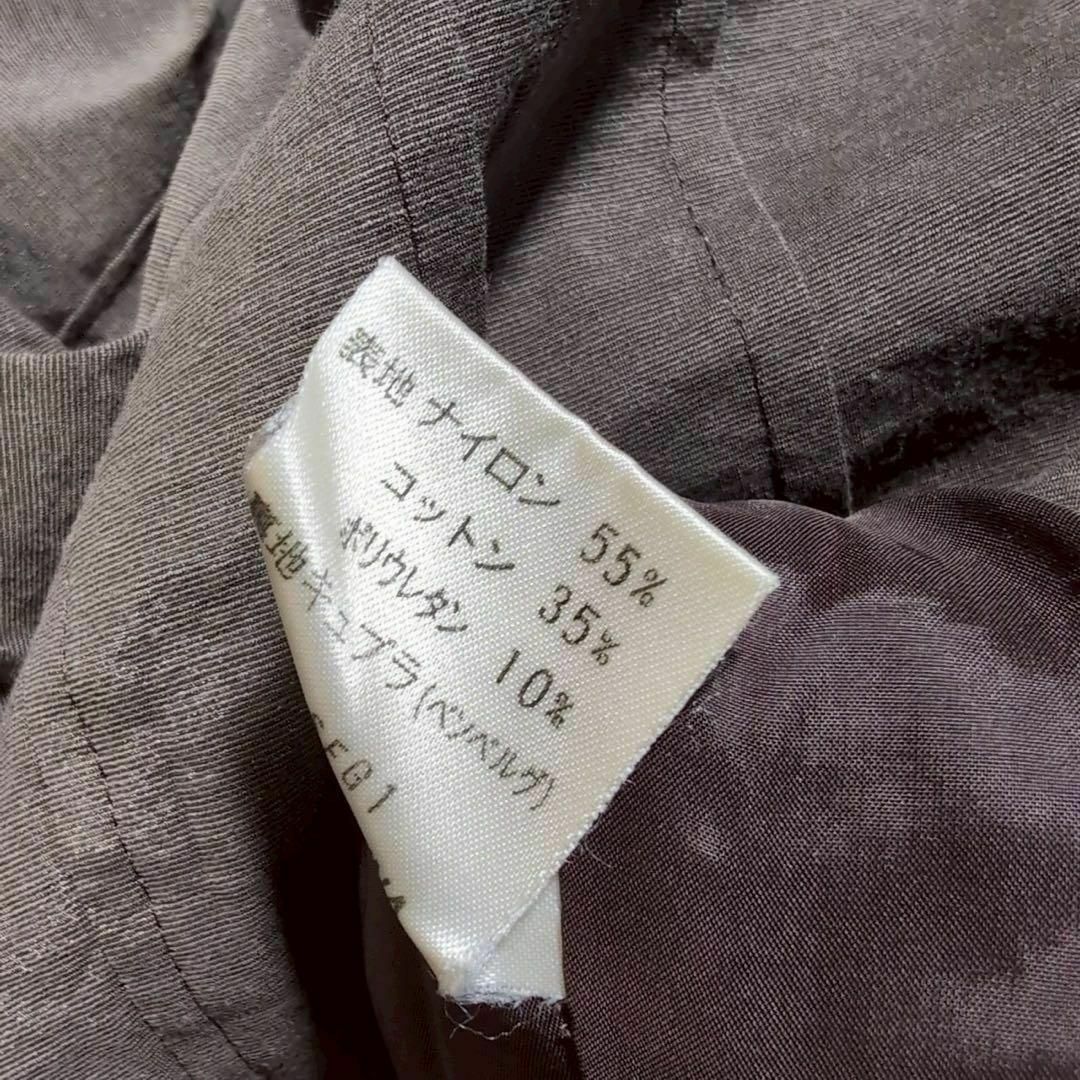 表地 ナイロン 55%
コットン 35%
ポリウレタン 10%
裏地 キュプラ(ベンベルグ)